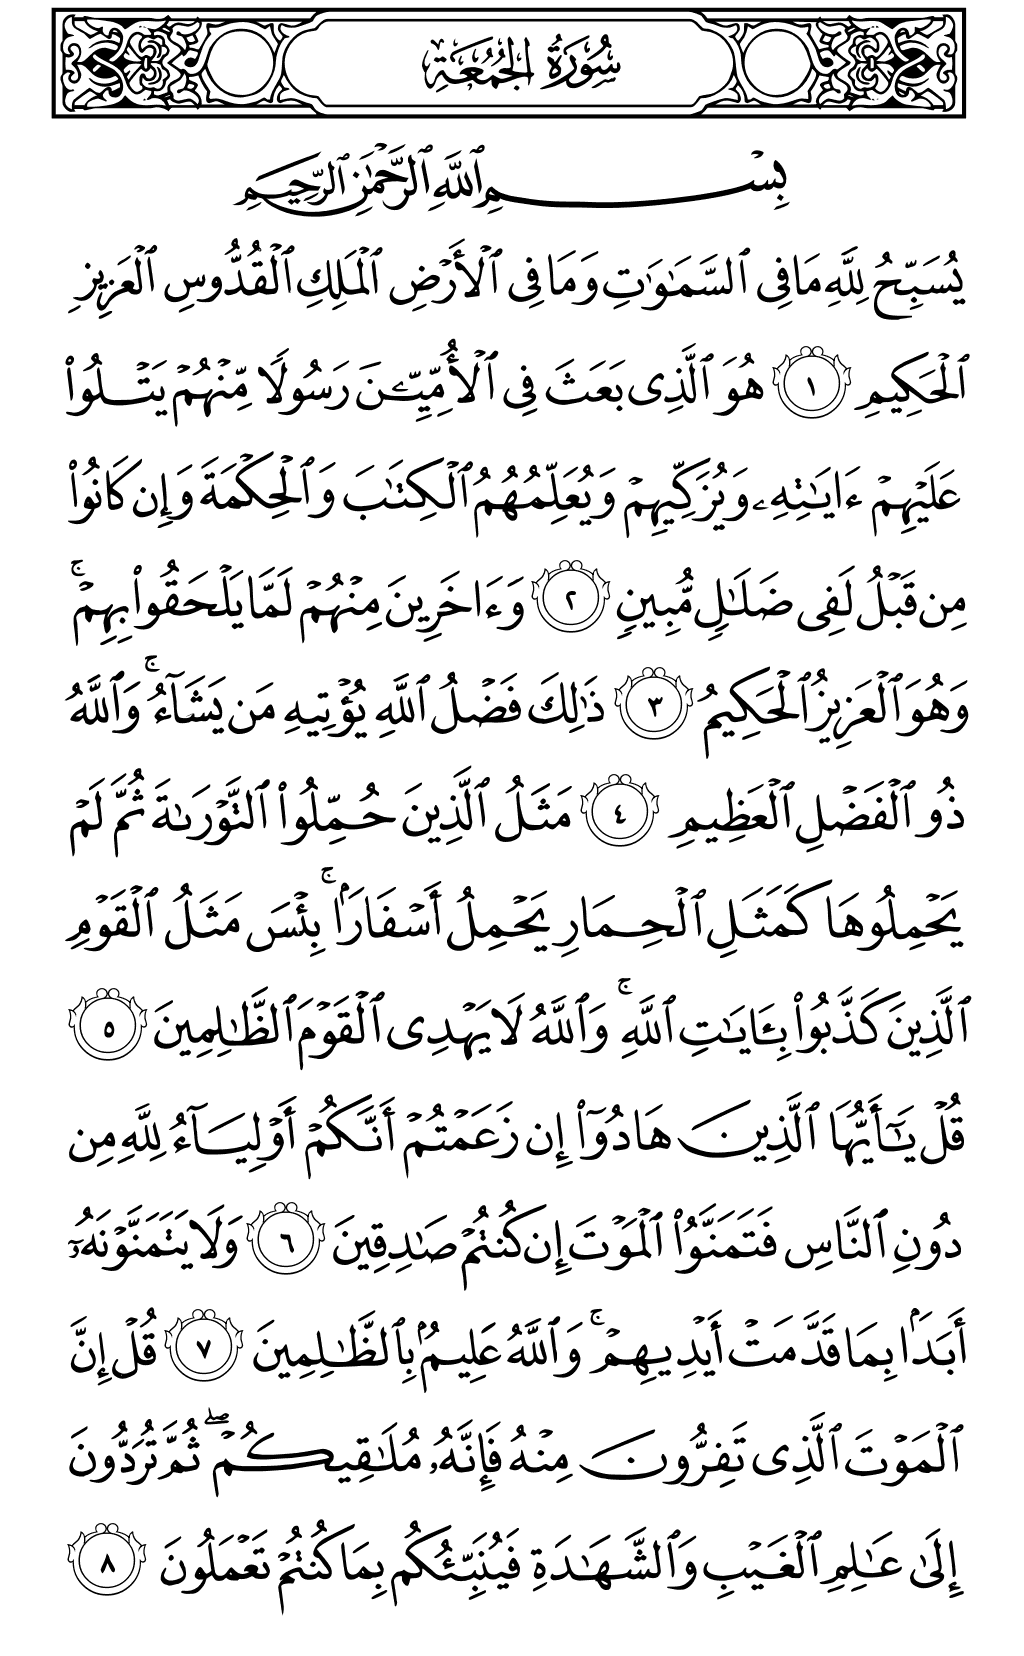 سُورَةُ الجُمُعَةِ
بِسْمِ ٱللَّهِ ٱلرَّحْمَٰنِ ٱلرَّحِيمِ
يُسَبِّحُ لِلَّهِ مَا فِى ٱلسَّمَٰوَٰتِ وَمَا فِى ٱلْأَرْضِ ٱلْمَلِكِ ٱلْقُدُّوسِ ٱلْعَزِيزِ
ٱلْحَكِيمِ ١ هُوَ ٱلَّذِى بَعَثَ فِى ٱلْأُمِّيِّـۧنَ رَسُولًا مِّنْهُمْ يَتْلُوا۟
عَلَيْهِمْ ءَايَٰتِهِۦ وَيُزَكِّيهِمْ وَيُعَلِّمُهُمُ ٱلْكِتَٰبَ وَٱلْحِكْمَةَ وَإِن كَانُوا۟
مِن قَبْلُ لَفِى ضَلَٰلٍ مُّبِينٍ ٢ وَءَاخَرِينَ مِنْهُمْ لَمَّا يَلْحَقُوا۟ بِهِمْ ۚ
وَهُوَ ٱلْعَزِيزُ ٱلْحَكِيمُ ٣ ذَٰلِكَ فَضْلُ ٱللَّهِ يُؤْتِيهِ مَن يَشَآءُ ۚ وَٱللَّهُ
ذُو ٱلْفَضْلِ ٱلْعَظِيمِ ٤ مَثَلُ ٱلَّذِينَ حُمِّلُوا۟ ٱلتَّوْرَىٰةَ ثُمَّ لَمْ
يَحْمِلُوهَا كَمَثَلِ ٱلْحِمَارِ يَحْمِلُ أَسْفَارًۢا ۚ بِئْسَ مَثَلُ ٱلْقَوْمِ
ٱلَّذِينَ كَذَّبُوا۟ بِـَٔايَٰتِ ٱللَّهِ ۚ وَٱللَّهُ لَا يَهْدِى ٱلْقَوْمَ ٱلظَّٰلِمِينَ ٥
قُلْ يَٰٓأَيُّهَا ٱلَّذِينَ هَادُوٓا۟ إِن زَعَمْتُمْ أَنَّكُمْ أَوْلِيَآءُ لِلَّهِ مِن
دُونِ ٱلنَّاسِ فَتَمَنَّوُا۟ ٱلْمَوْتَ إِن كُنتُمْ صَٰدِقِينَ ٦ وَلَا يَتَمَنَّوْنَهُۥٓ
أَبَدًۢا بِمَا قَدَّمَتْ أَيْدِيهِمْ ۚ وَٱللَّهُ عَلِيمٌۢ بِٱلظَّٰلِمِينَ ٧ قُلْ إِنَّ
ٱلْمَوْتَ ٱلَّذِى تَفِرُّونَ مِنْهُ فَإِنَّهُۥ مُلَٰقِيكُمْ ۖ ثُمَّ تُرَدُّونَ
إِلَىٰ عَٰلِمِ ٱلْغَيْبِ وَٱلشَّهَٰدَةِ فَيُنَبِّئُكُم بِمَا كُنتُمْ تَعْمَلُونَ ٨